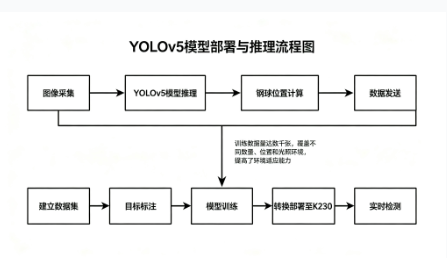 YOLOv5模型部署与推理流程图
图像采集
YOLOv5模型推理
钢球位置计算
数据发送
训练数据量达数千张，覆盖不
同数量、位置和光照环境，
提高了环境适应能力
建立数据集
目标标注
模型训练
转换部署至K230
实时检测